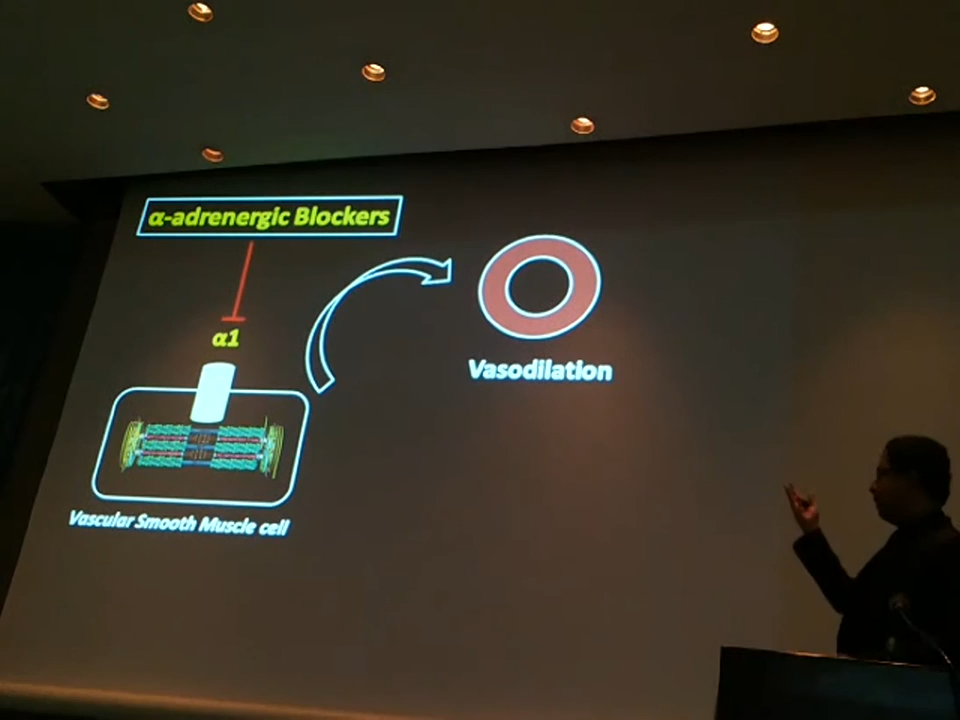 α-adrenergic Blockers
α1
Vasodilation
Vascular Smooth Muscle cell